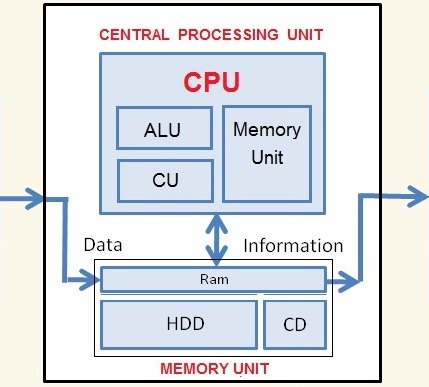 CENTRAL PROCESSING UNIT
CPU
ALU
Memory
Unit
CU
Data
Information
Ram
HDD
CD
MEMORY UNIT